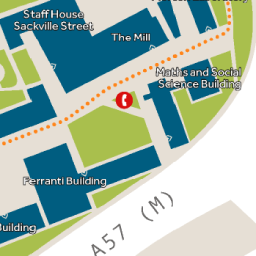 Staff House
Sackville Street
The Mill
Maths and Social
Science Building
Ferranti Building
Building
A57 (M)